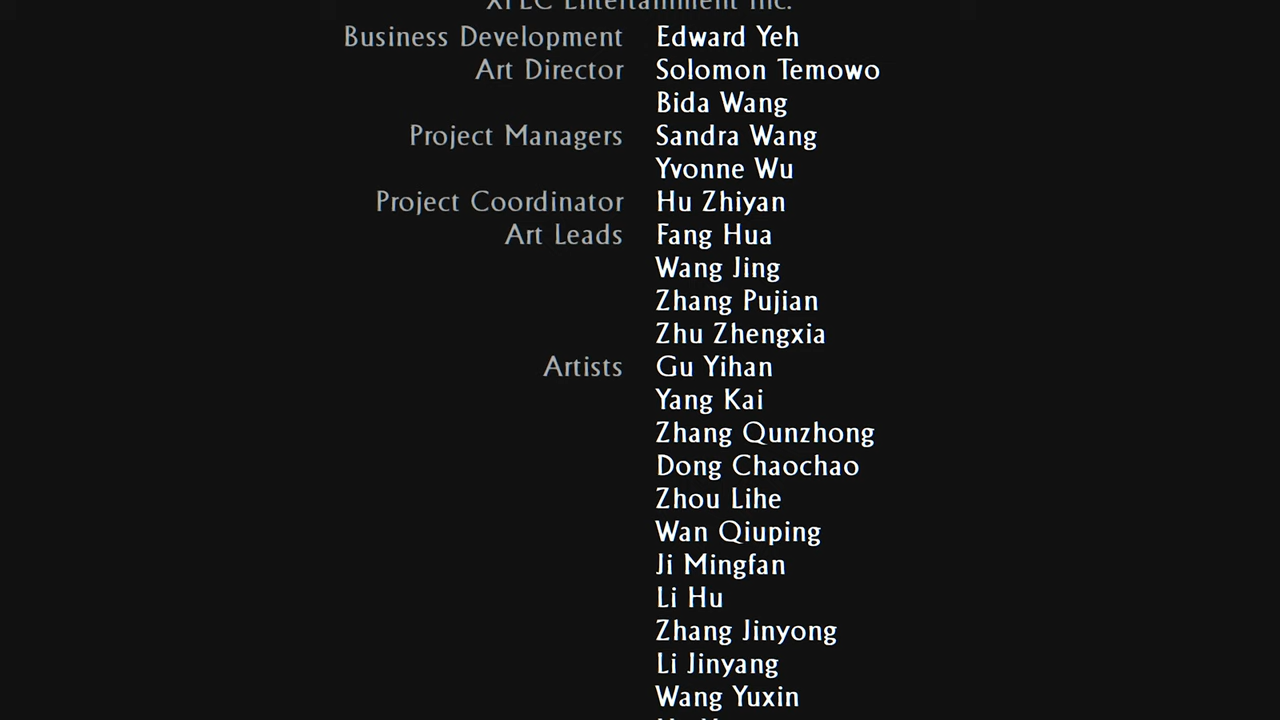 XPEC Entertainment Inc.
Business Development Edward Yeh
Art Director Solomon Temowo
Bida Wang
Project Managers Sandra Wang
Yvonne Wu
Project Coordinator Hu Zhiyan
Art Leads Fang Hua
Wang Jing
Zhang Pujian
Zhu Zhengxia
Artists Gu Yihan
Yang Kai
Zhang Qunzhong
Dong Chaochao
Zhou Lihe
Wan Qiuping
Ji Mingfan
Li Hu
Zhang Jinyong
Li Jinyang
Wang Yuxin